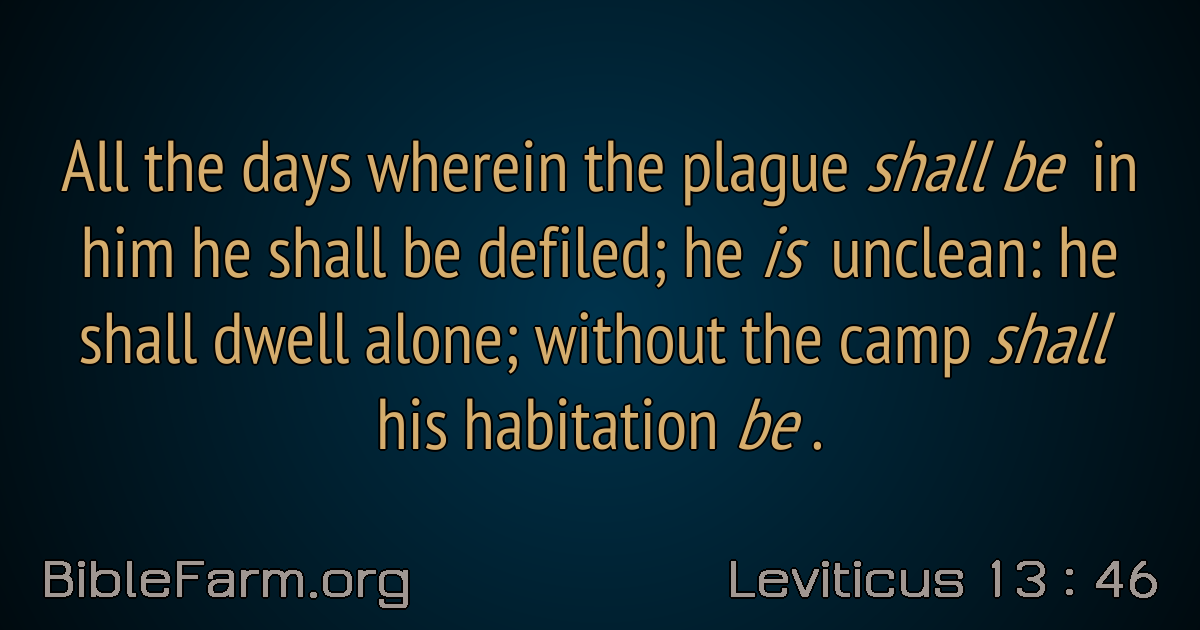 All the days wherein the plague shall be in
him he shall be defiled; he is unclean: he
shall dwell alone; without the camp shall
his habitation be .
BibleFarm.org
Leviticus 13 : 46